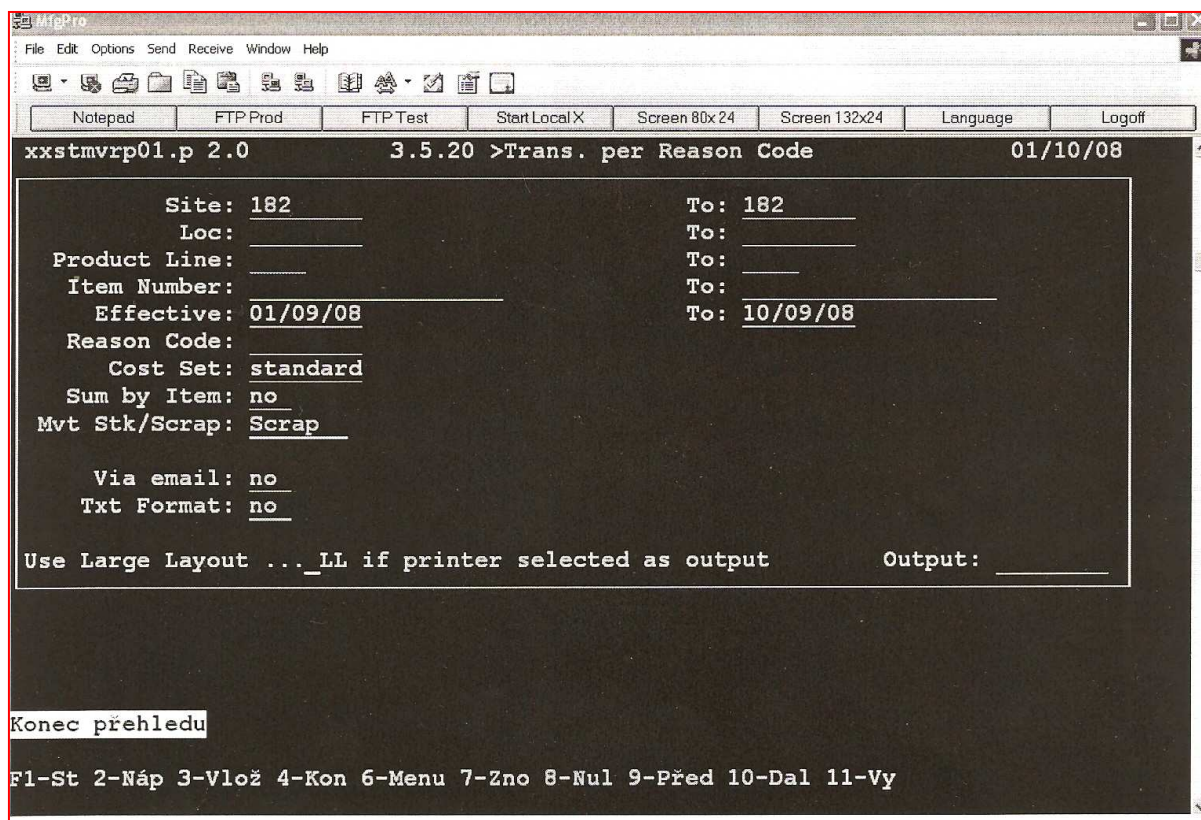 MfgPro
File Edit Options Send Receive Window Help
Notepad FTP Prod FTP Test Start Local X Screen 80x24 Screen 132x24 Language Logoff
xxstmvrp01.p 2.0 3.5.20 >Trans. per Reason Code 01/10/08
Site: 182 To: 182
Loc: To:
Product Line: To:
Item Number: To:
Effective: 01/09/08 To: 10/09/08
Reason Code:
Cost Set: standard
Sum by Item: no
Mvt Stk/Scrap: Scrap
Via email: no
Txt Format: no
Use Large Layout ..._LL if printer selected as output Output:
Konec přehledu
F1-St 2-Náp 3-Vlož 4-Kon 6-Menu 7-Zno 8-Nul 9-Před 10-Dal 11-Vy